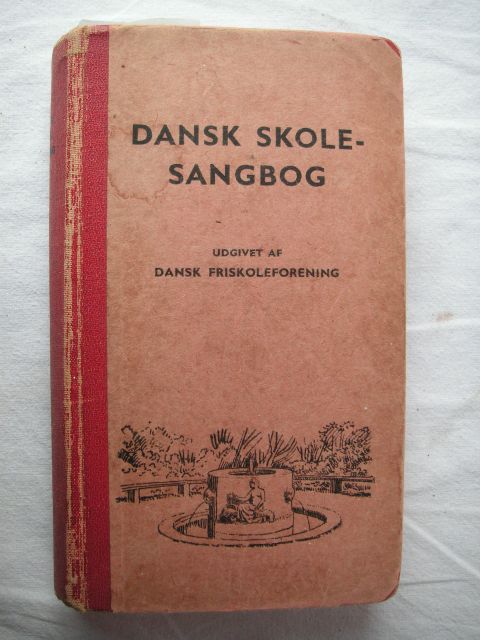 DANSK SKOLE-
SANGBOG
UDGIVET AF
DANSK FRISKOLEFORENING